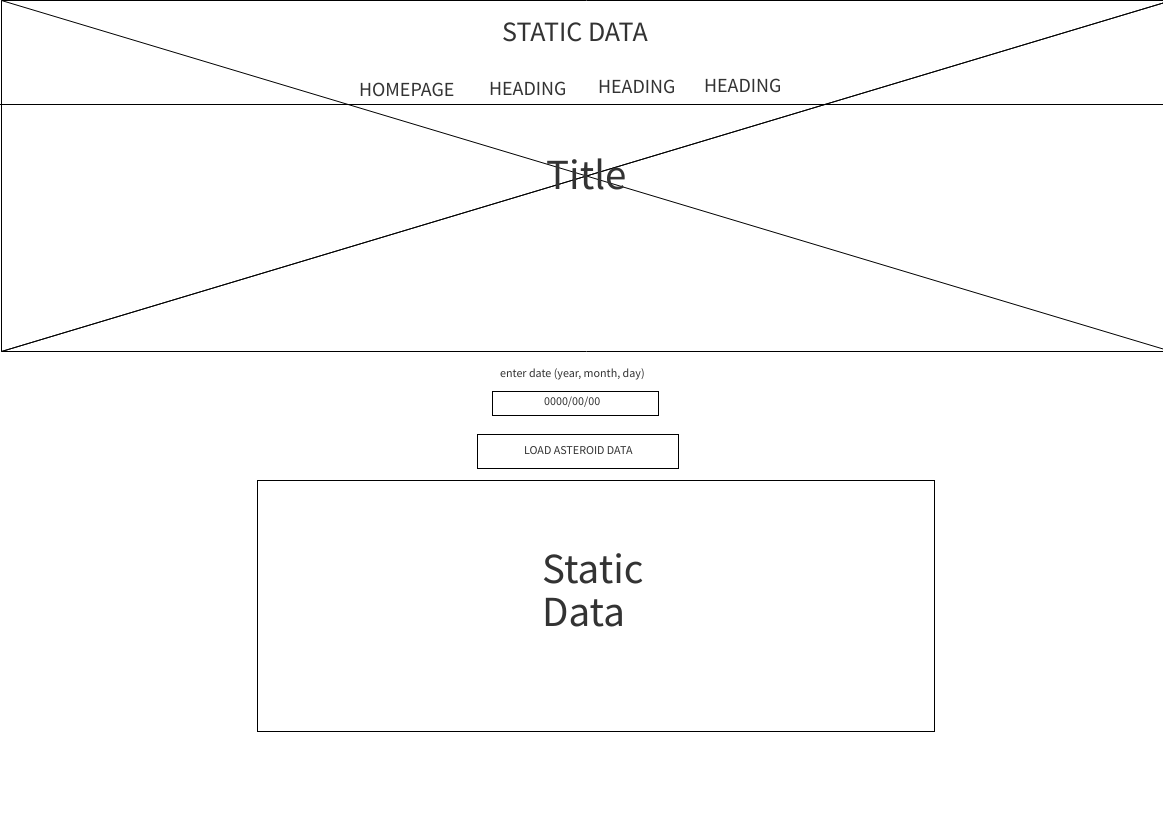 STATIC DATA
HOMEPAGE HEADING HEADING HEADING
Title
enter date (year, month, day)
0000/00/00
LOAD ASTEROID DATA
Static
Data